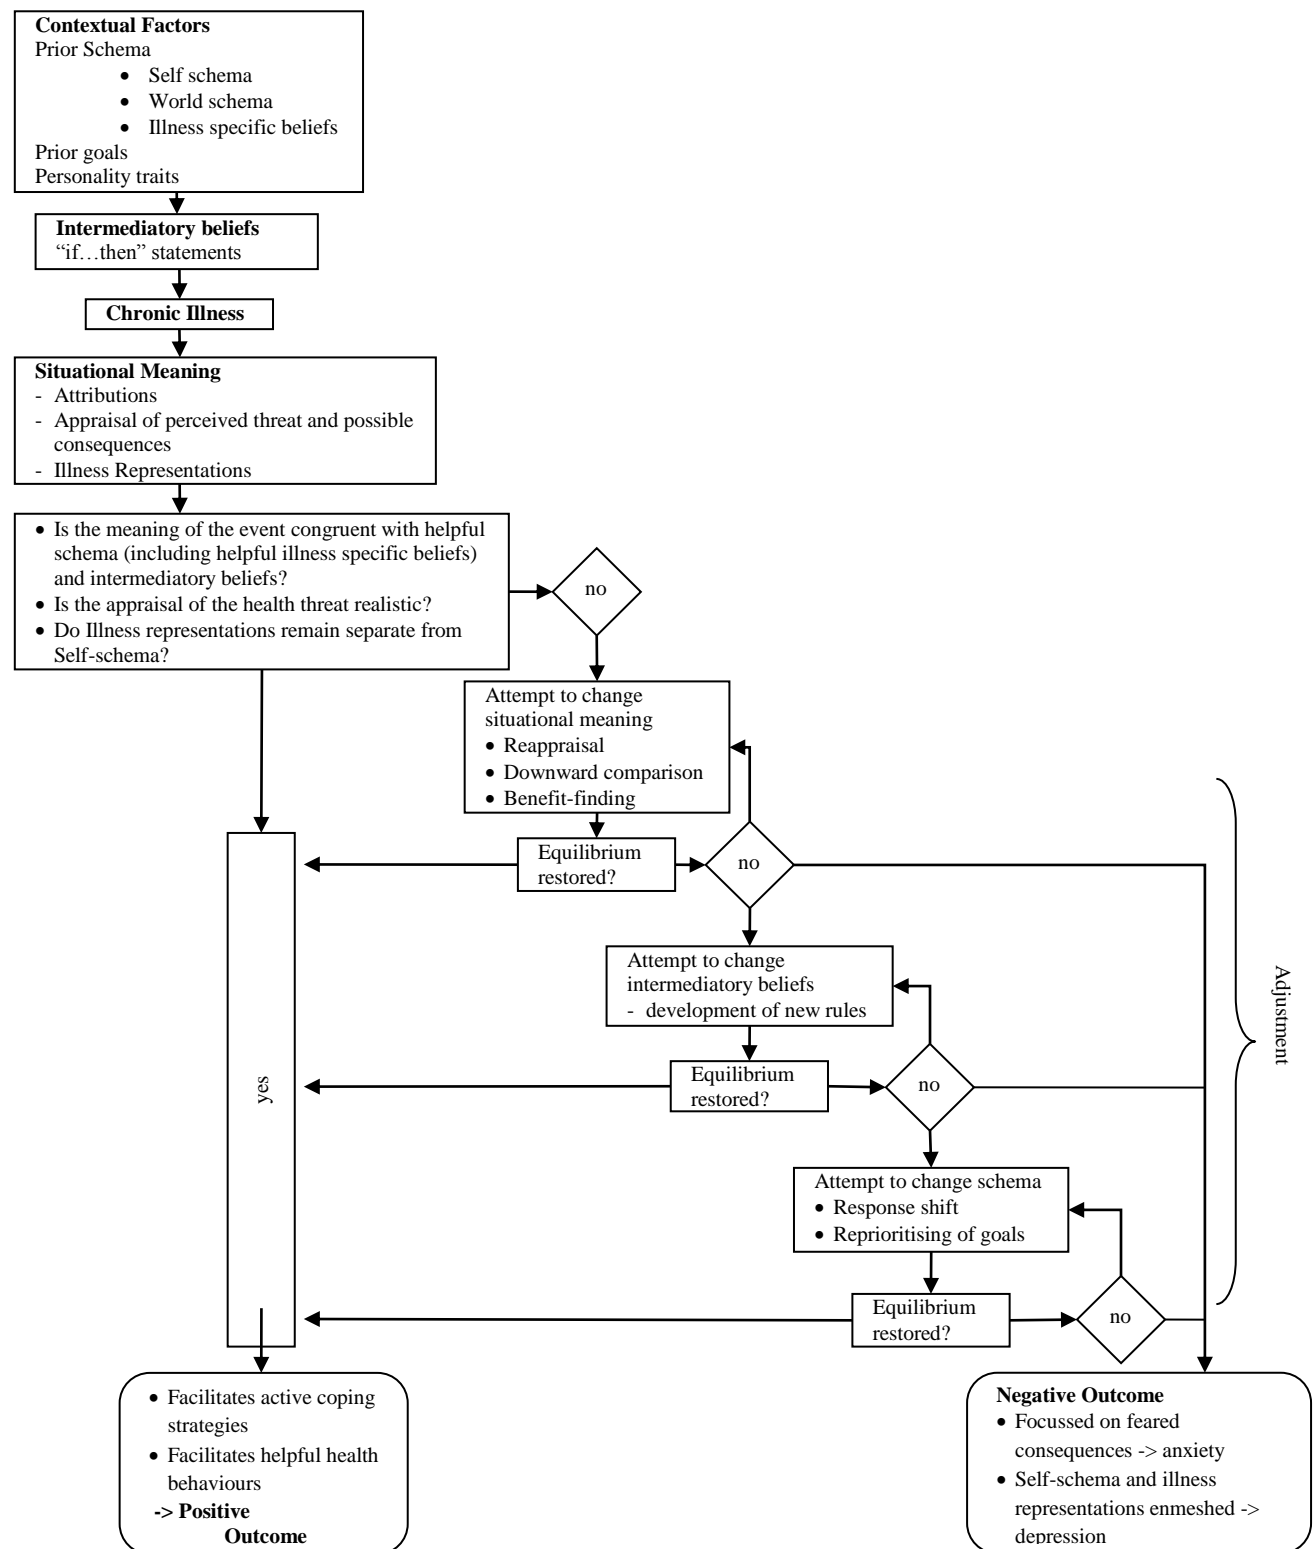 Contextual Factors
Prior Schema
• Self schema
• World schema
• Illness specific beliefs
Prior goals
Personality traits
Intermediatory beliefs
“if…then” statements
Chronic Illness
Situational Meaning
- Attributions
- Appraisal of perceived threat and possible
consequences
- Illness Representations
• Is the meaning of the event congruent with helpful
schema (including helpful illness specific beliefs)
and intermediatory beliefs?
• Is the appraisal of the health threat realistic?
• Do Illness representations remain separate from
Self-schema?
no
Attempt to change
situational meaning
• Reappraisal
• Downward comparison
• Benefit-finding
Equilibrium
restored?
no
Attempt to change
intermediatory beliefs
- development of new rules
Equilibrium
restored?
no
Attempt to change schema
• Response shift
• Reprioritising of goals
Equilibrium
restored?
no
Adjustment
yes
• Facilitates active coping
strategies
• Facilitates helpful health
behaviours
-> Positive
Outcome
Negative Outcome
• Focussed on feared
consequences -> anxiety
• Self-schema and illness
representations enmeshed ->
depression